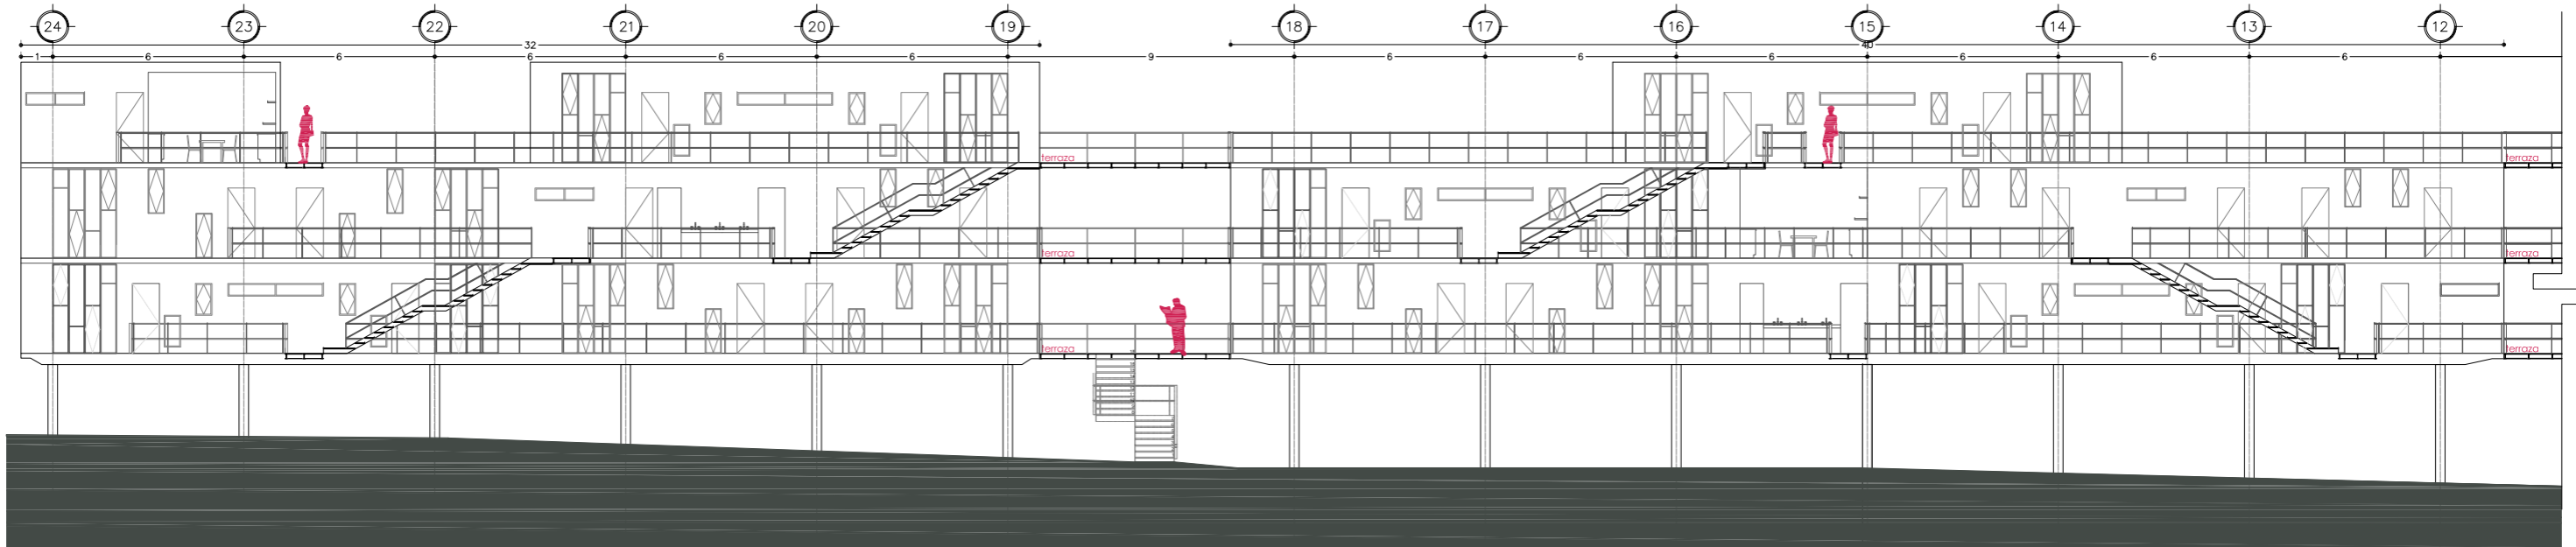 24 23 22 21 20 19 18 17 16 15 14 13 12
32 40
1 6 6 6 6 6 9 6 6 6 6 6 6
terraza terraza
terraza terraza
terraza terraza